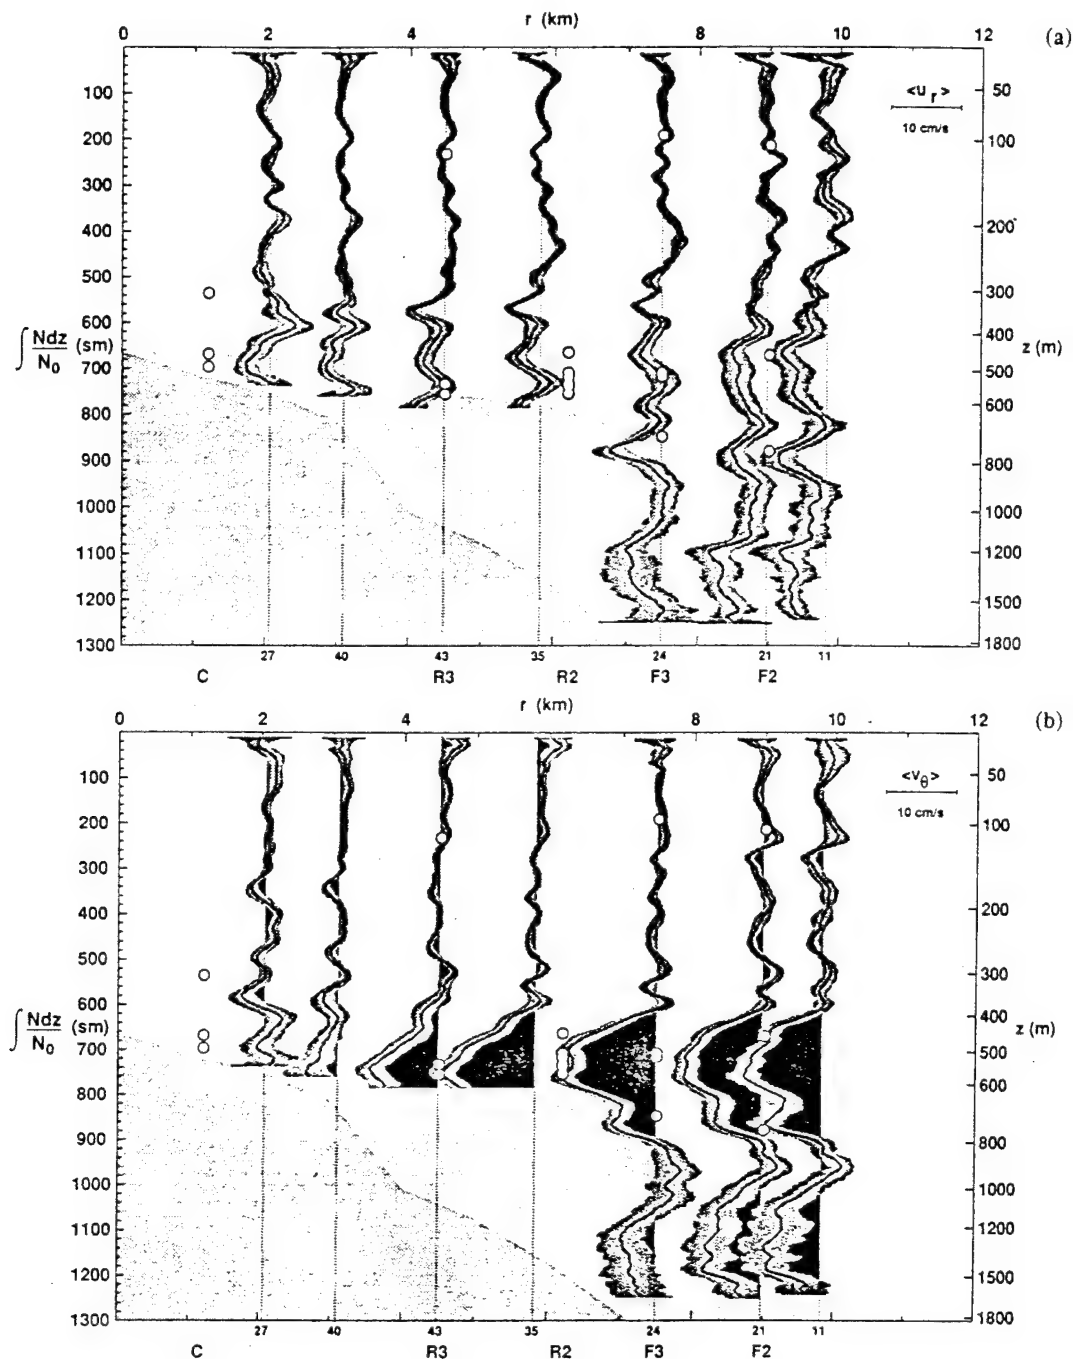 r (km)
0 2 4 6 8 10 12
(a)
100 50
<u r>
10 cm/s
200 100
300
400 200
500 300
∫ Ndz / N0 (sm)
600 400
z (m)
700 500
800 600
900 800
1000 1000
1100 1200
1200 1500
1300 1800
27 40 43 35 24 21 11
C R3 R2 F3 F2
r (km)
0 2 4 6 8 10 12
(b)
100 50
<v θ>
10 cm/s
200 100
300
400 200
500 300
∫ Ndz / N0 (sm)
600 400
z (m)
700 500
800 600
900 800
1000 1000
1100 1200
1200 1500
1300 1800
27 40 43 35 24 21 11
C R3 R2 F3 F2